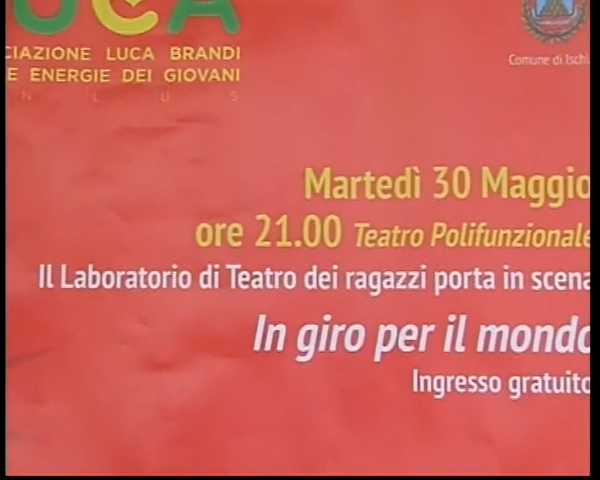 UCA
CIAZIONE LUCA BRANDI
E ENERGIE DEI GIOVANI
N L U S
Comune di Ischi
Martedì 30 Maggio
ore 21.00 Teatro Polifunzionale
Il Laboratorio di Teatro dei ragazzi porta in scena
In giro per il mondo
Ingresso gratuito